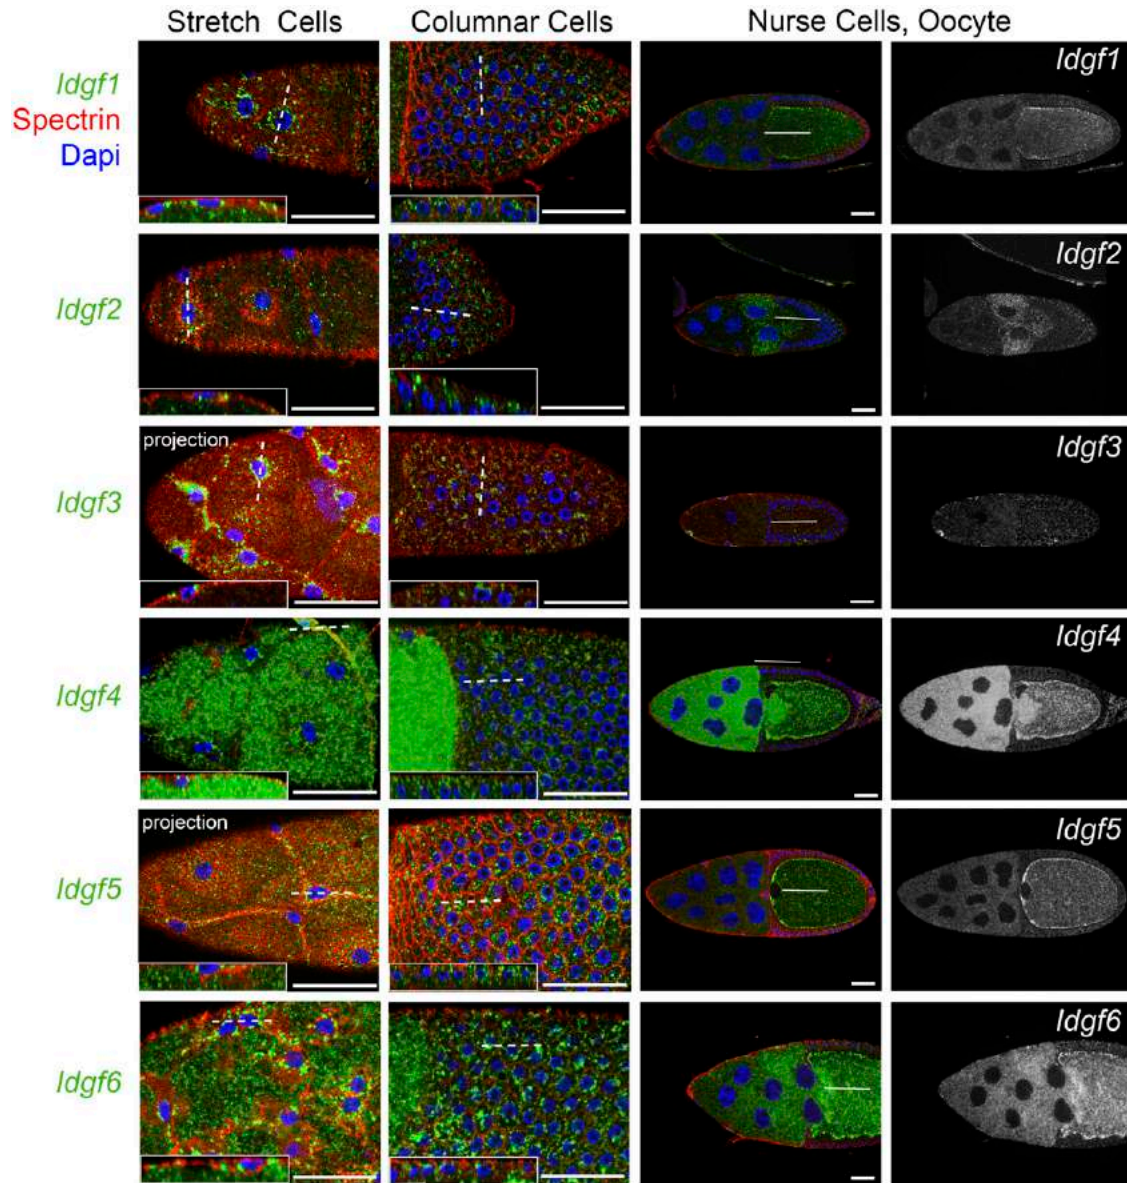 Stretch Cells Columnar Cells Nurse Cells, Oocyte
Idgf1
Spectrin
Dapi
Idgf1
Idgf2
Idgf2
projection
Idgf3
Idgf3
Idgf4
Idgf4
projection
Idgf5
Idgf5
Idgf6
Idgf6